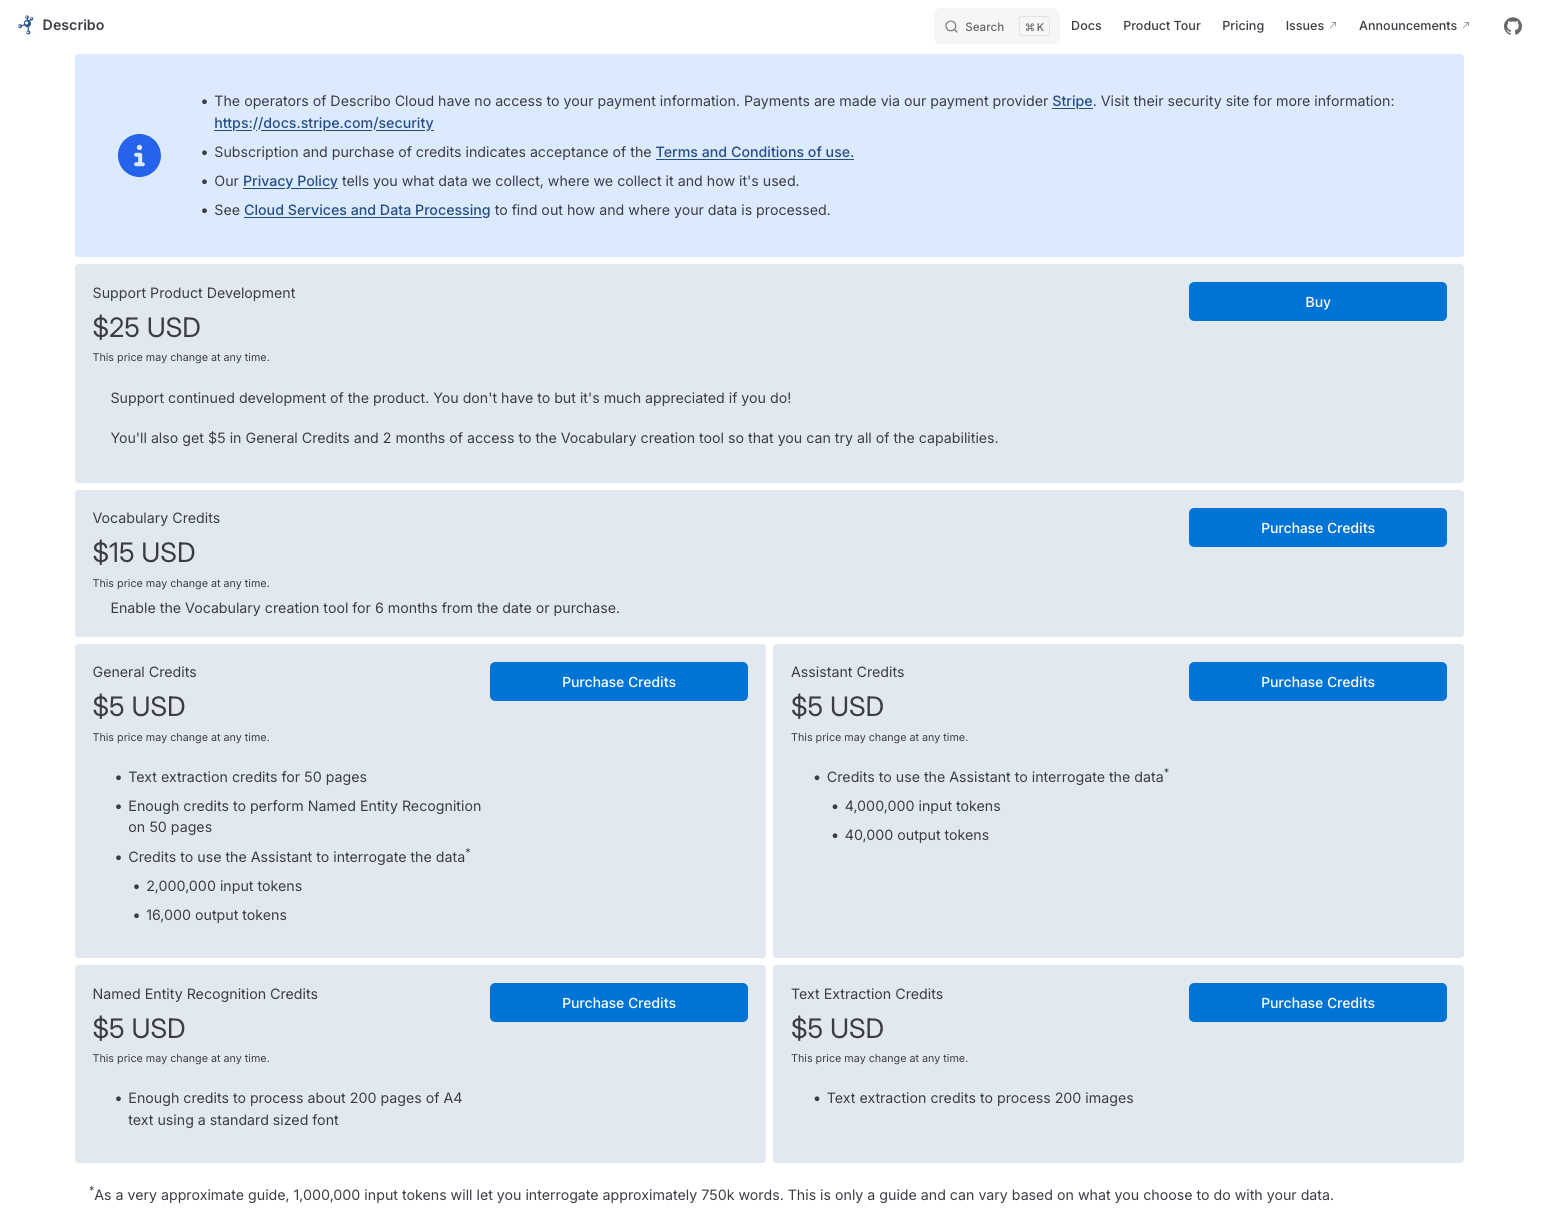 Describo
Search ⌘ K
Docs
Product Tour
Pricing
Issues ↗
Announcements ↗
• The operators of Describo Cloud have no access to your payment information. Payments are made via our payment provider Stripe. Visit their security site for more information:
https://docs.stripe.com/security
• Subscription and purchase of credits indicates acceptance of the Terms and Conditions of use.
• Our Privacy Policy tells you what data we collect, where we collect it and how it's used.
• See Cloud Services and Data Processing to find out how and where your data is processed.
Support Product Development
$25 USD
This price may change at any time.
Buy
Support continued development of the product. You don't have to but it's much appreciated if you do!
You'll also get $5 in General Credits and 2 months of access to the Vocabulary creation tool so that you can try all of the capabilities.
Vocabulary Credits
$15 USD
This price may change at any time.
Purchase Credits
Enable the Vocabulary creation tool for 6 months from the date or purchase.
General Credits
$5 USD
This price may change at any time.
Purchase Credits
• Text extraction credits for 50 pages
• Enough credits to perform Named Entity Recognition
on 50 pages
• Credits to use the Assistant to interrogate the data*
• 2,000,000 input tokens
• 16,000 output tokens
Assistant Credits
$5 USD
This price may change at any time.
Purchase Credits
• Credits to use the Assistant to interrogate the data*
• 4,000,000 input tokens
• 40,000 output tokens
Named Entity Recognition Credits
$5 USD
This price may change at any time.
Purchase Credits
• Enough credits to process about 200 pages of A4
text using a standard sized font
Text Extraction Credits
$5 USD
This price may change at any time.
Purchase Credits
• Text extraction credits to process 200 images
*As a very approximate guide, 1,000,000 input tokens will let you interrogate approximately 750k words. This is only a guide and can vary based on what you choose to do with your data.